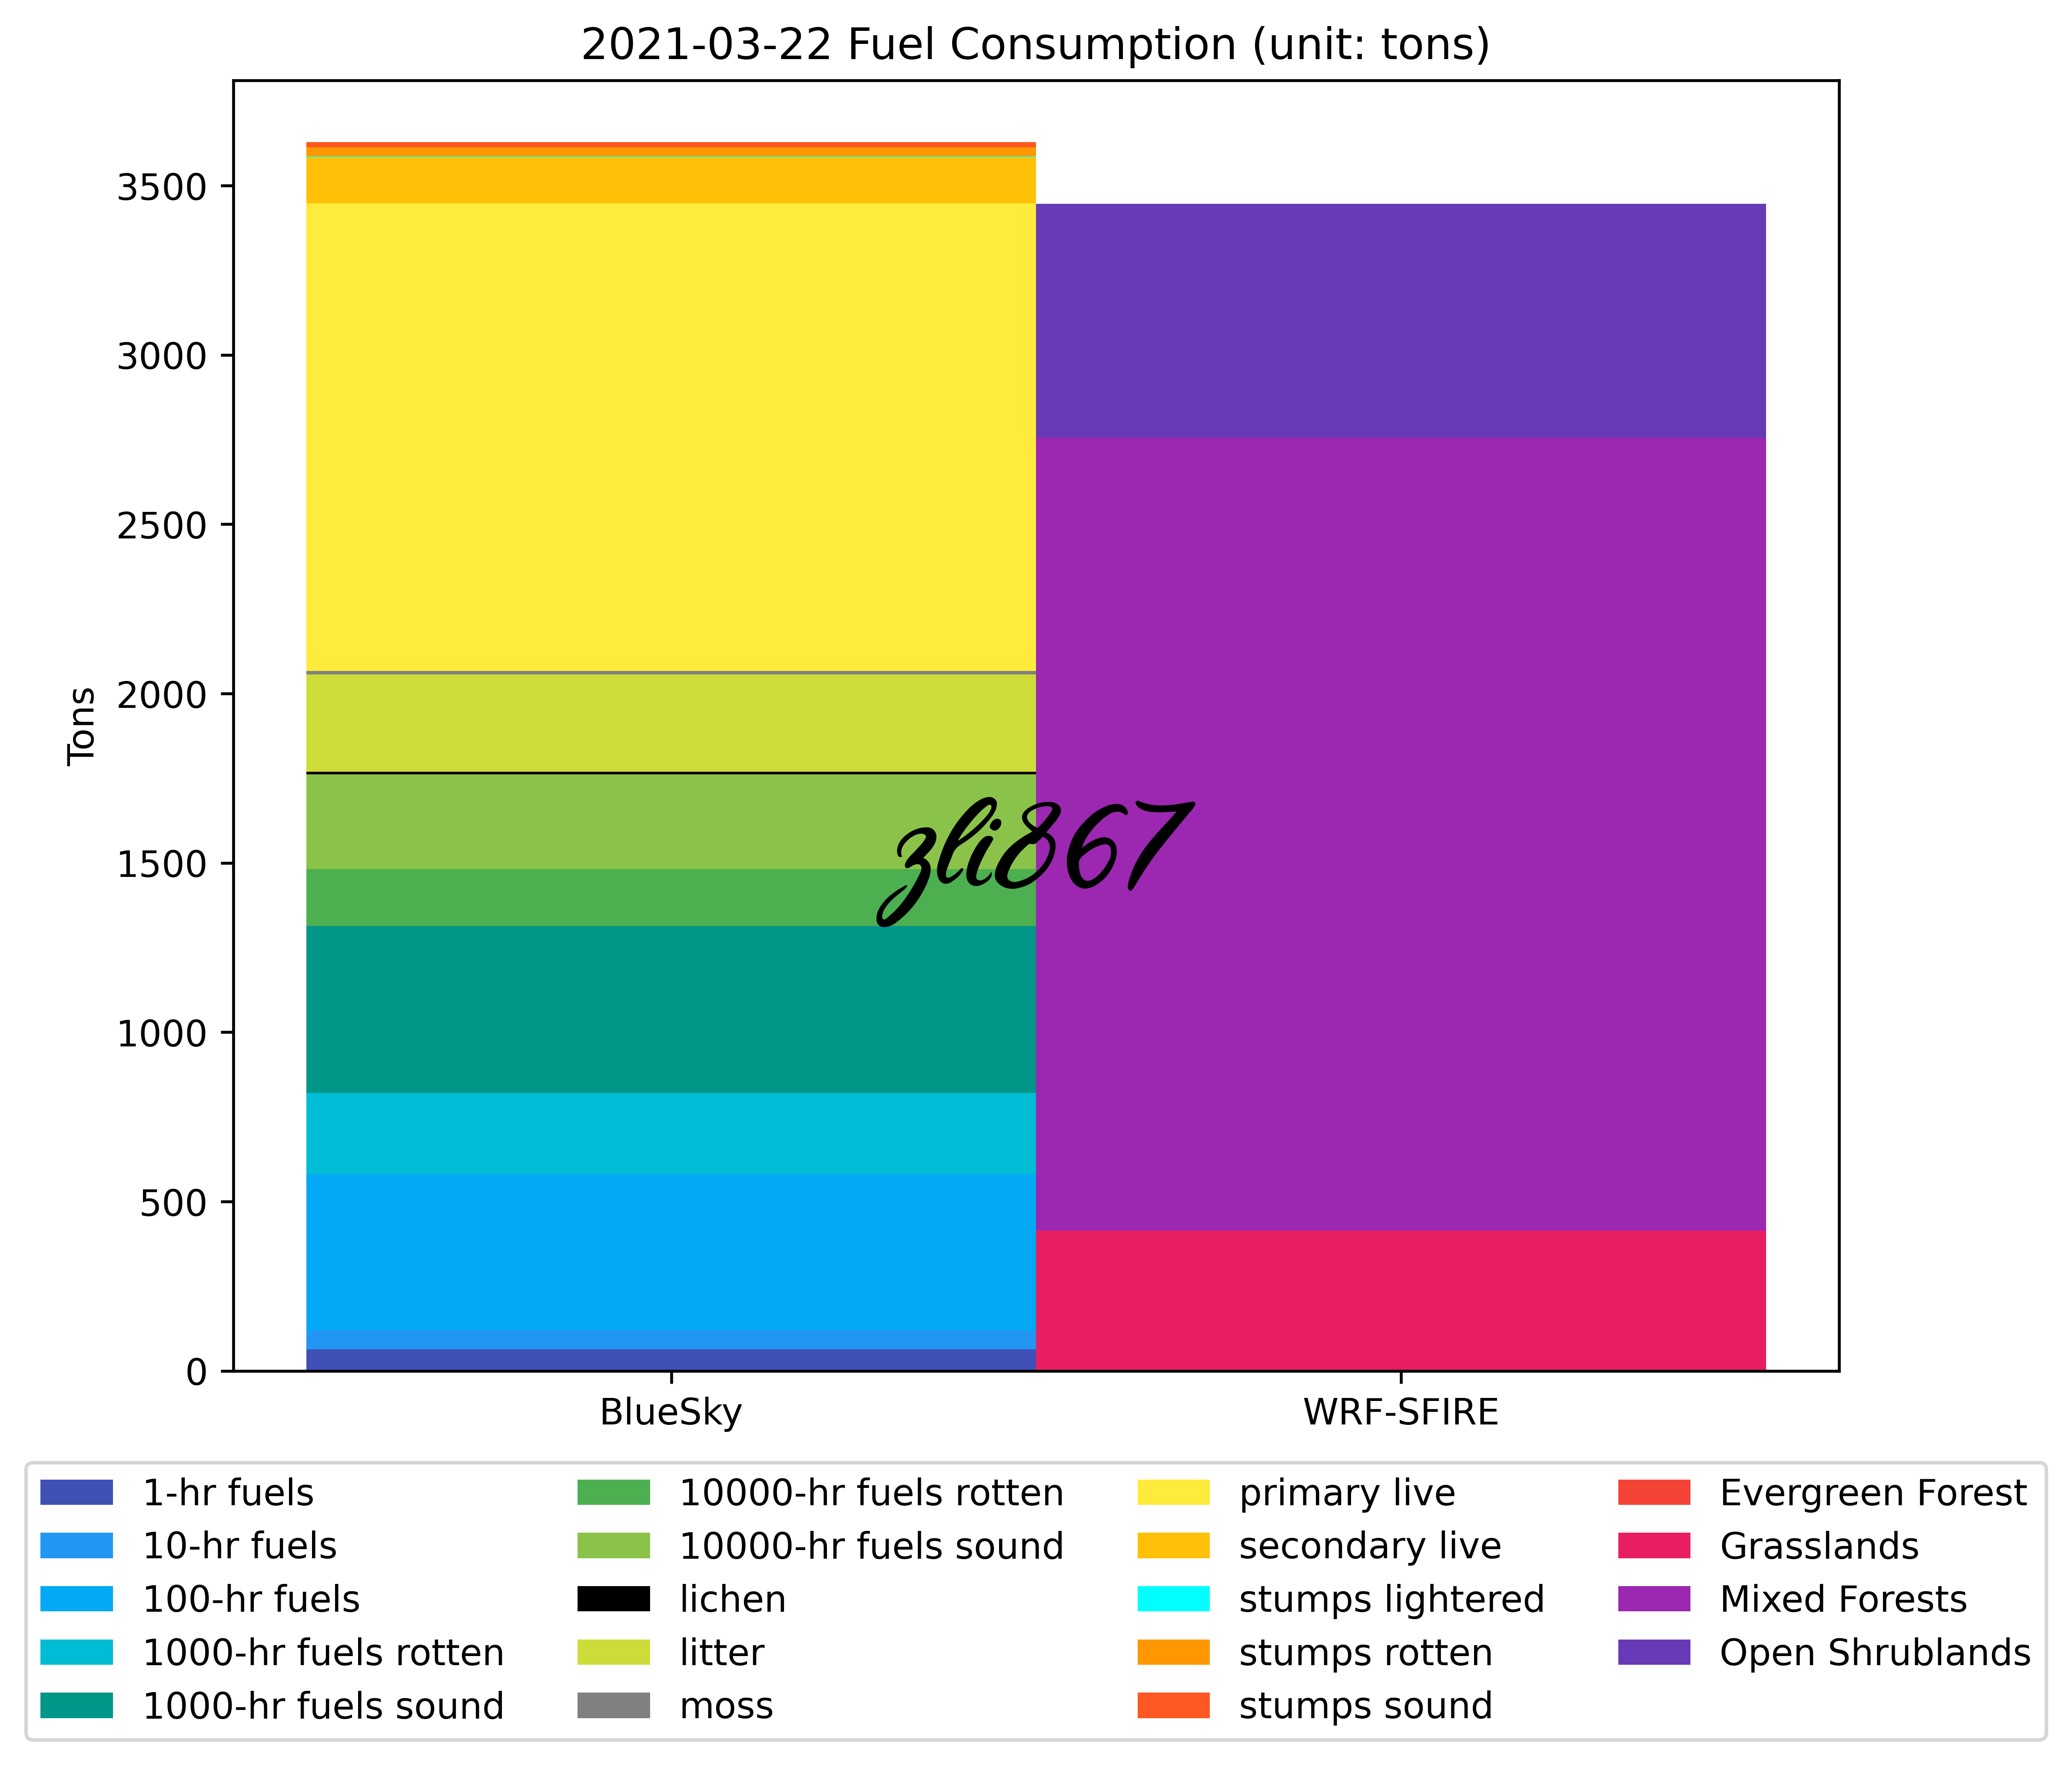 2021-03-22 Fuel Consumption (unit: tons)
3500
3000
2500
2000
1500
1000
500
0
Tons
zli867
BlueSky
WRF-SFIRE
1-hr fuels
10-hr fuels
100-hr fuels
1000-hr fuels rotten
1000-hr fuels sound
10000-hr fuels rotten
10000-hr fuels sound
lichen
litter
moss
primary live
secondary live
stumps lightered
stumps rotten
stumps sound
Evergreen Forest
Grasslands
Mixed Forests
Open Shrublands